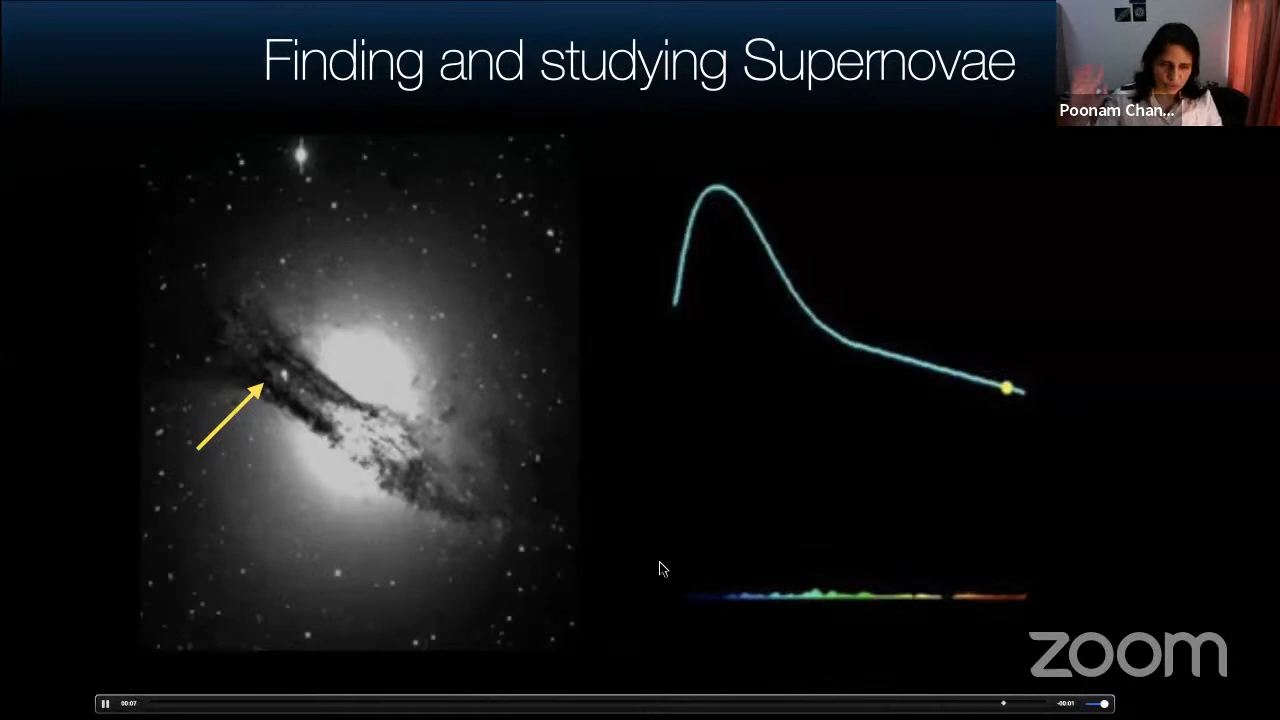 Finding and studying Supernovae
Poonam Chan...
zoom
00:07
-00:01